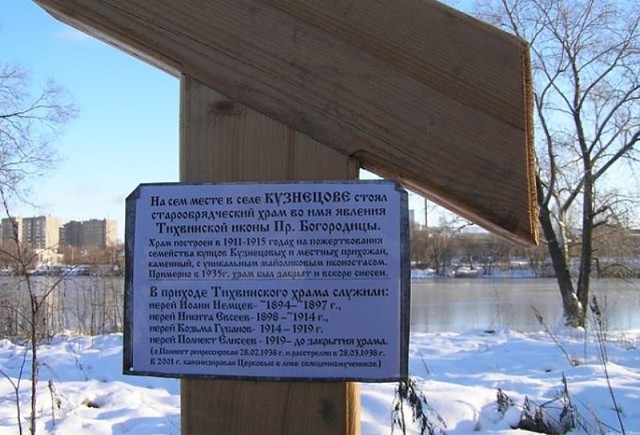 На сем месте в селе КУЗНЕЦОВЕ стоял
старообрядческий храм во имя явления
Тихвинской иконы Пр. Богородицы.
Храм построен в 1911-1915 годах на пожертвования
семейства купцов Кузнецовых и местных прихожан,
каменный, с уникальным майоликовым иконостасом.
Примерно в 1935г. храм был закрыт и вскоре снесен.
В приходе Тихвинского храма служили:
иерей Иоанн Немцев- ~1894- ~1897 г.,
иерей Никита Евсеев- 1898 -~1914 г.,
иерей Козьма Губанов- 1914 – 1919 г.
иерей Полиект Елисеев -1919- до закрытия храма.
(о.Полиект репрессирован 28.02.1938 г. и расстрелян в 28.03.1938 г.
В 2001 г. канонизирован Церковью в лике священномучеников.)